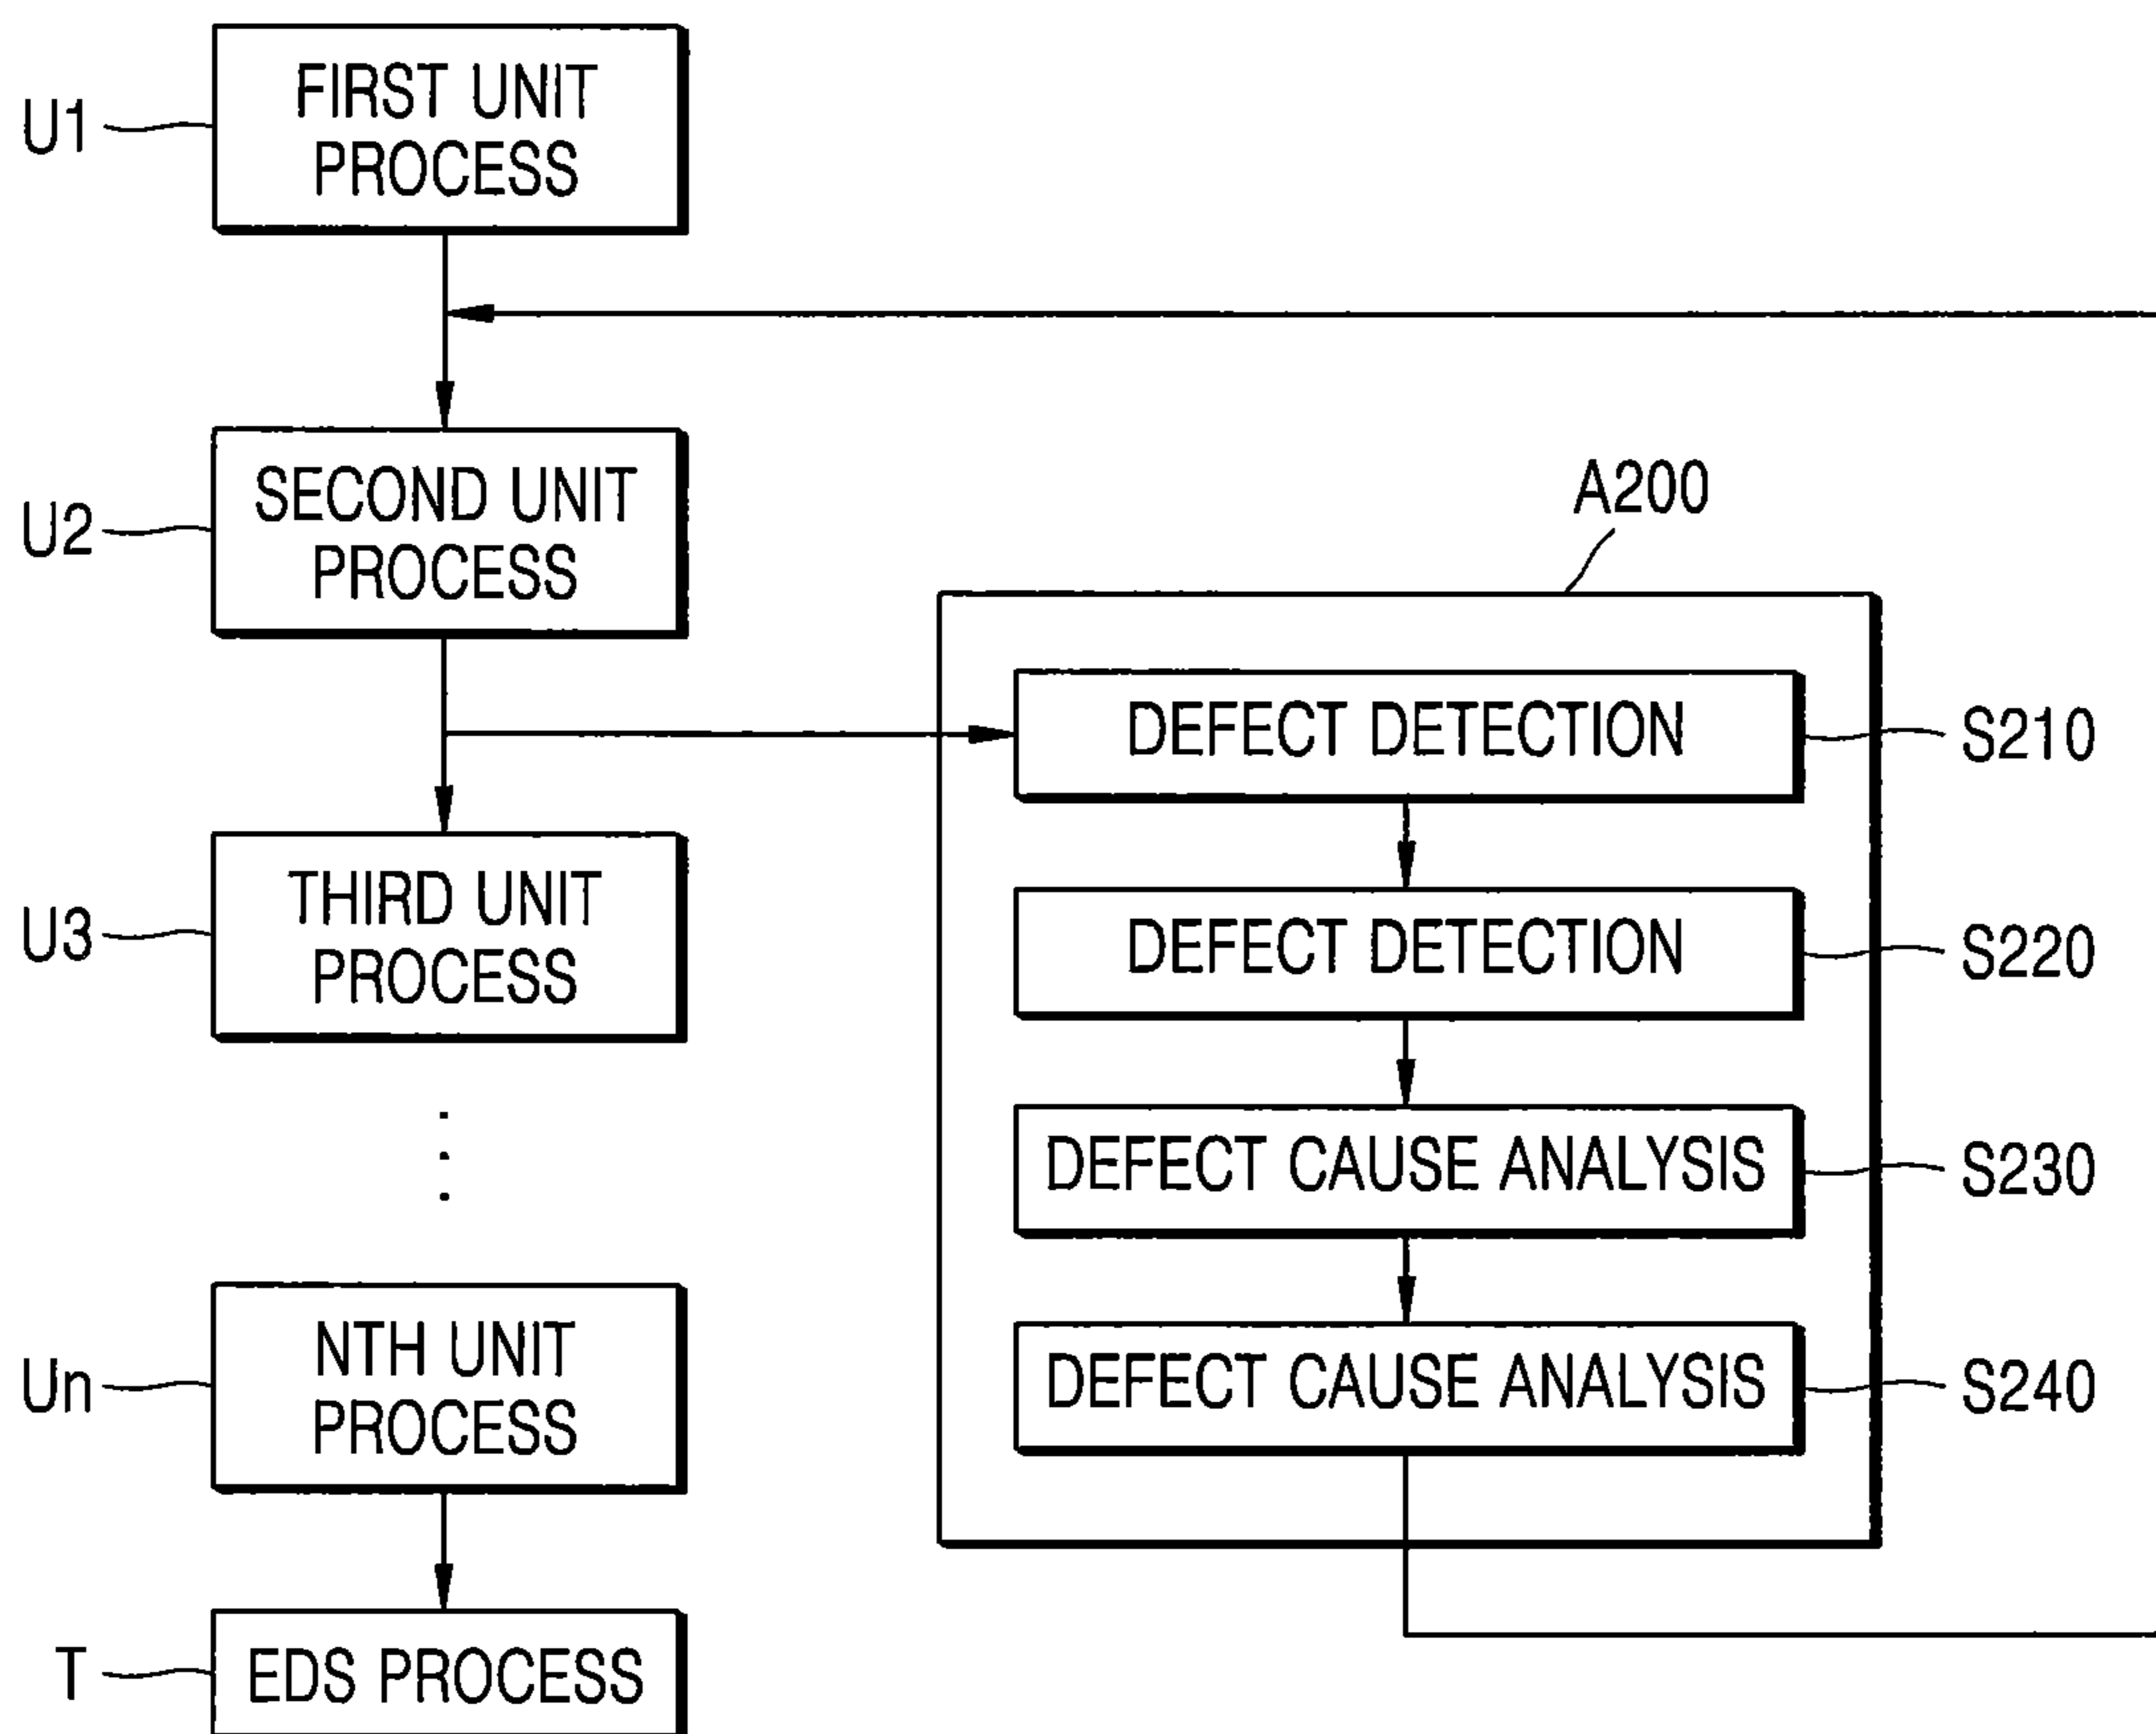 U1
FIRST UNIT
PROCESS
U2
SECOND UNIT
PROCESS
U3
THIRD UNIT
PROCESS
Un
NTH UNIT
PROCESS
T
EDS PROCESS
A200
DEFECT DETECTION
S210
DEFECT DETECTION
S220
DEFECT CAUSE ANALYSIS
S230
DEFECT CAUSE ANALYSIS
S240